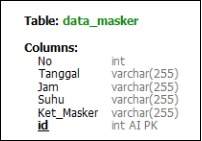 Table: data_masker
Columns:
No int
Tanggal varchar(255)
Jam varchar(255)
Suhu varchar(255)
Ket_Masker varchar(255)
id int AI PK